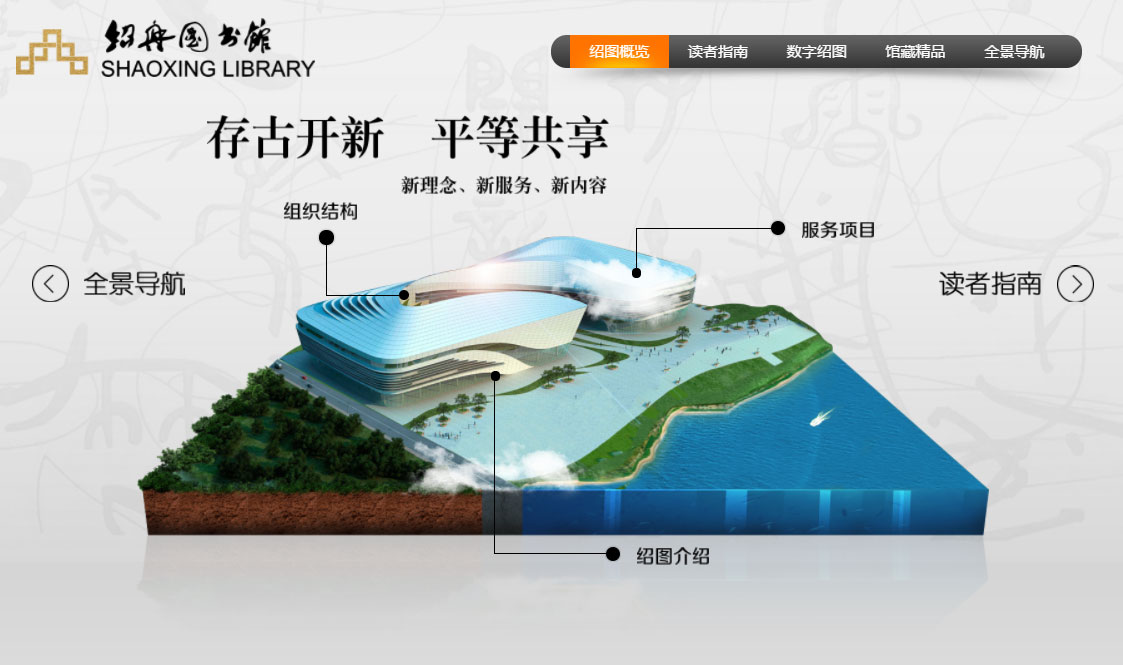 绍兴图书馆
SHAOXING LIBRARY
绍图概览 读者指南 数字绍图 馆藏精品 全景导航
存古开新 平等共享
新理念、新服务、新内容
组织结构
服务项目
全景导航
读者指南
绍图介绍